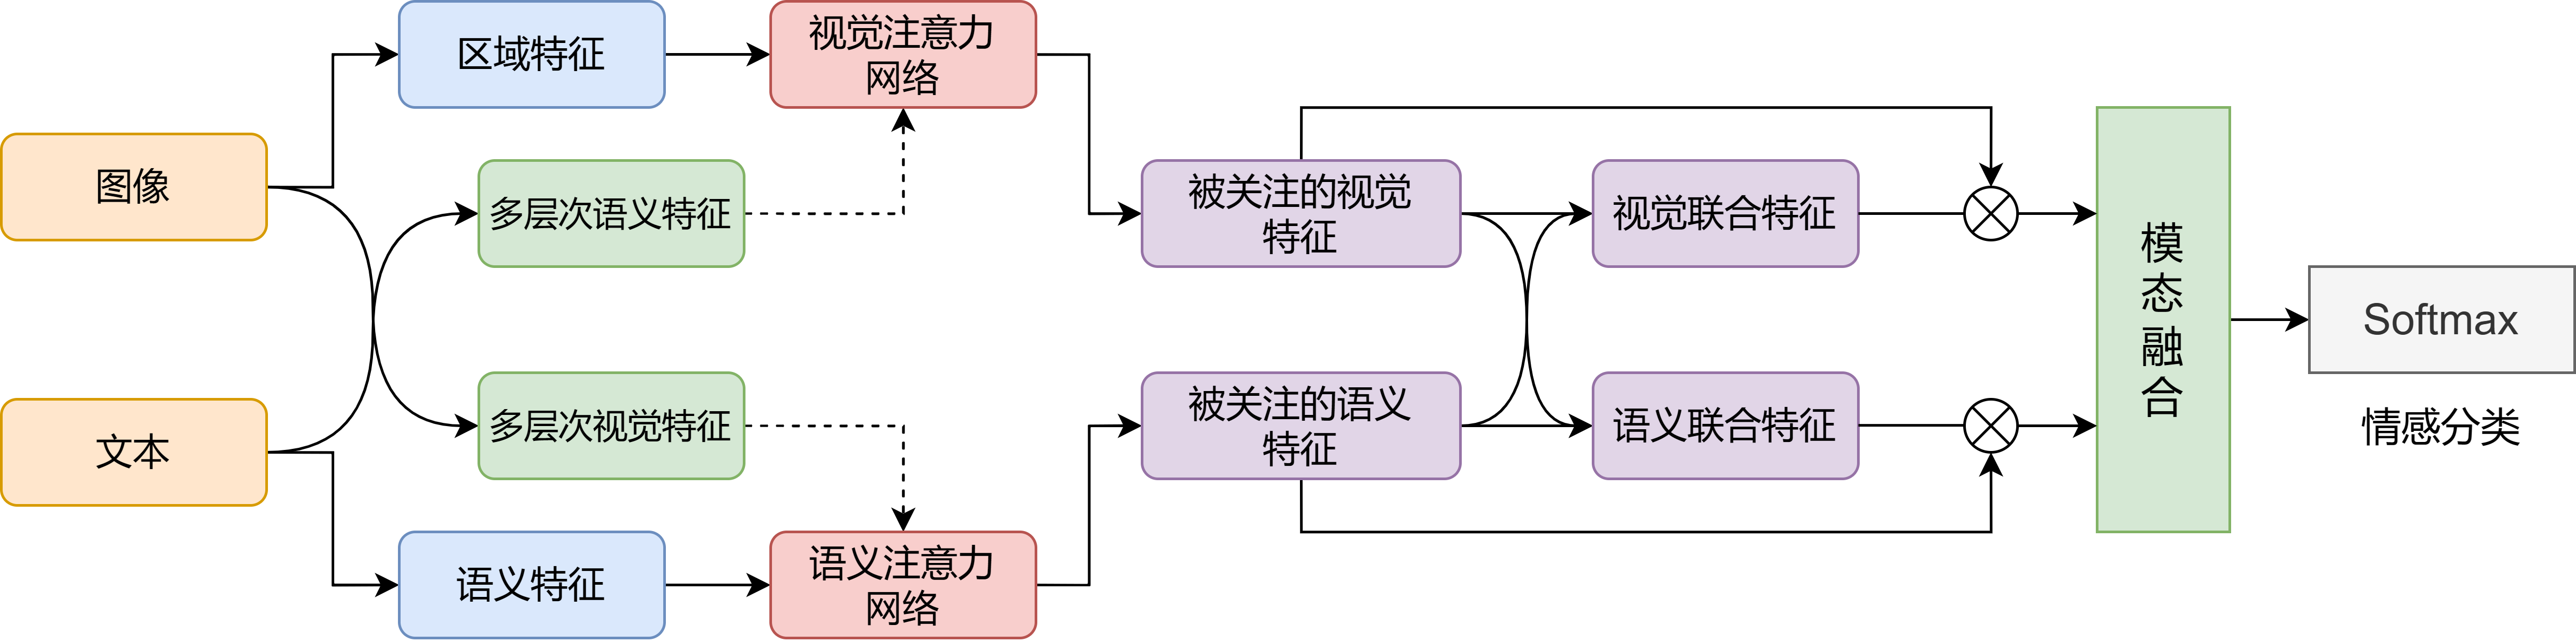 图像
文本
区域特征
多层次语义特征
多层次视觉特征
语义特征
视觉注意力
网络
语义注意力
网络
被关注的视觉
特征
被关注的语义
特征
视觉联合特征
语义联合特征
模
态
融
合
Softmax
情感分类